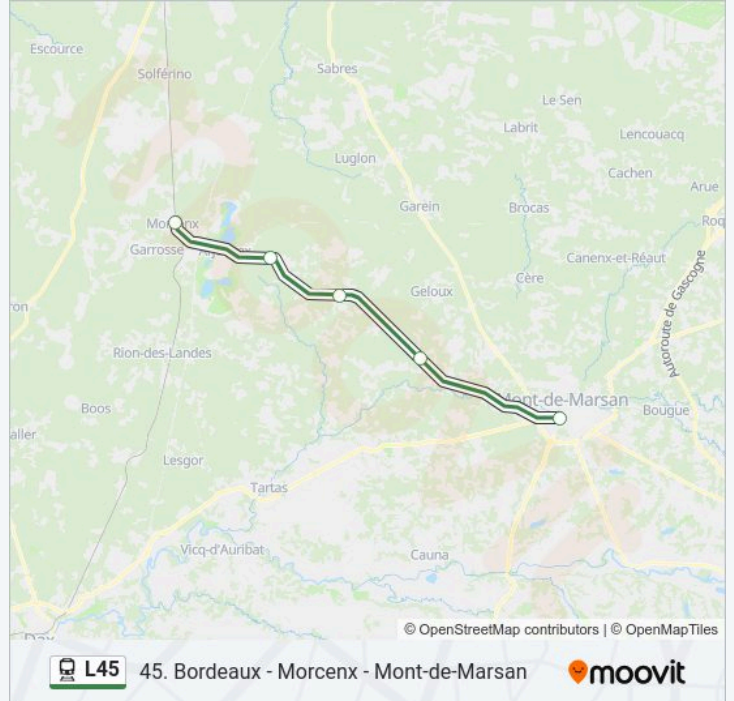 Escource
Solférino
Sabres
Le Sen
Labrit
Lencouacq
Luglon
Cachen
Arue
Garein
Brocas
Morcenx
Garrosse
Canenx-et-Réaut
Cère
Geloux
Autoroute de Gascogne
Rion-des-Landes
Mont-de-Marsan
Boos
Bougue
Lesgor
Tartas
Vicq-d'Auribat
Cauna
© OpenStreetMap contributors | © OpenMapTiles
L45 45. Bordeaux - Morcenx - Mont-de-Marsan moovit